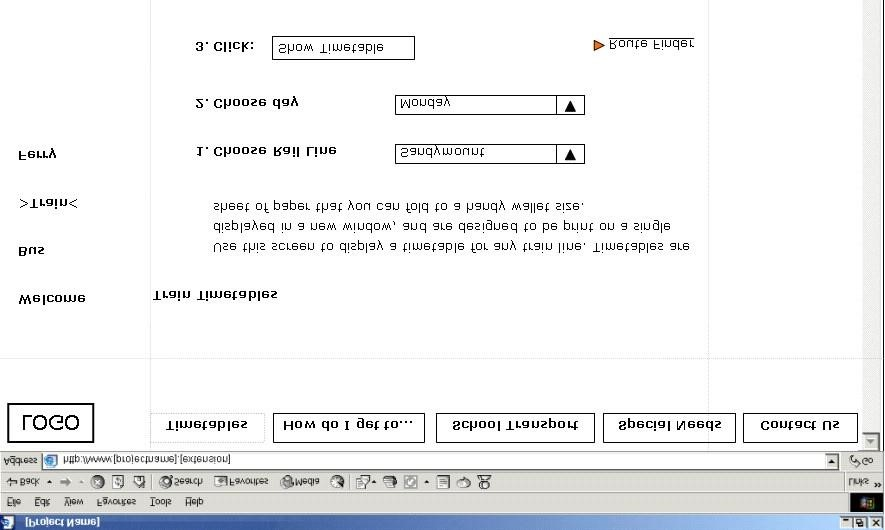 [Project Name]
File Edit View Favorites Tools Help
Back Search Favorites Media Links »
Address http://www.[projectname].[extension] Go
LOGO Timetables How do I get to... School Transport Special Needs Contact Us
Welcome
Bus
>Train<
Ferry
Train Timetables
Use this screen to display a timetable for any train line. Timetables are
displayed in a new window, and are designed to be print on a single
sheet of paper that you can fold to a handy wallet size.
1. Choose Rail Line Sandymount
2. Choose day Monday
3. Click: Show Timetable
Route Finder